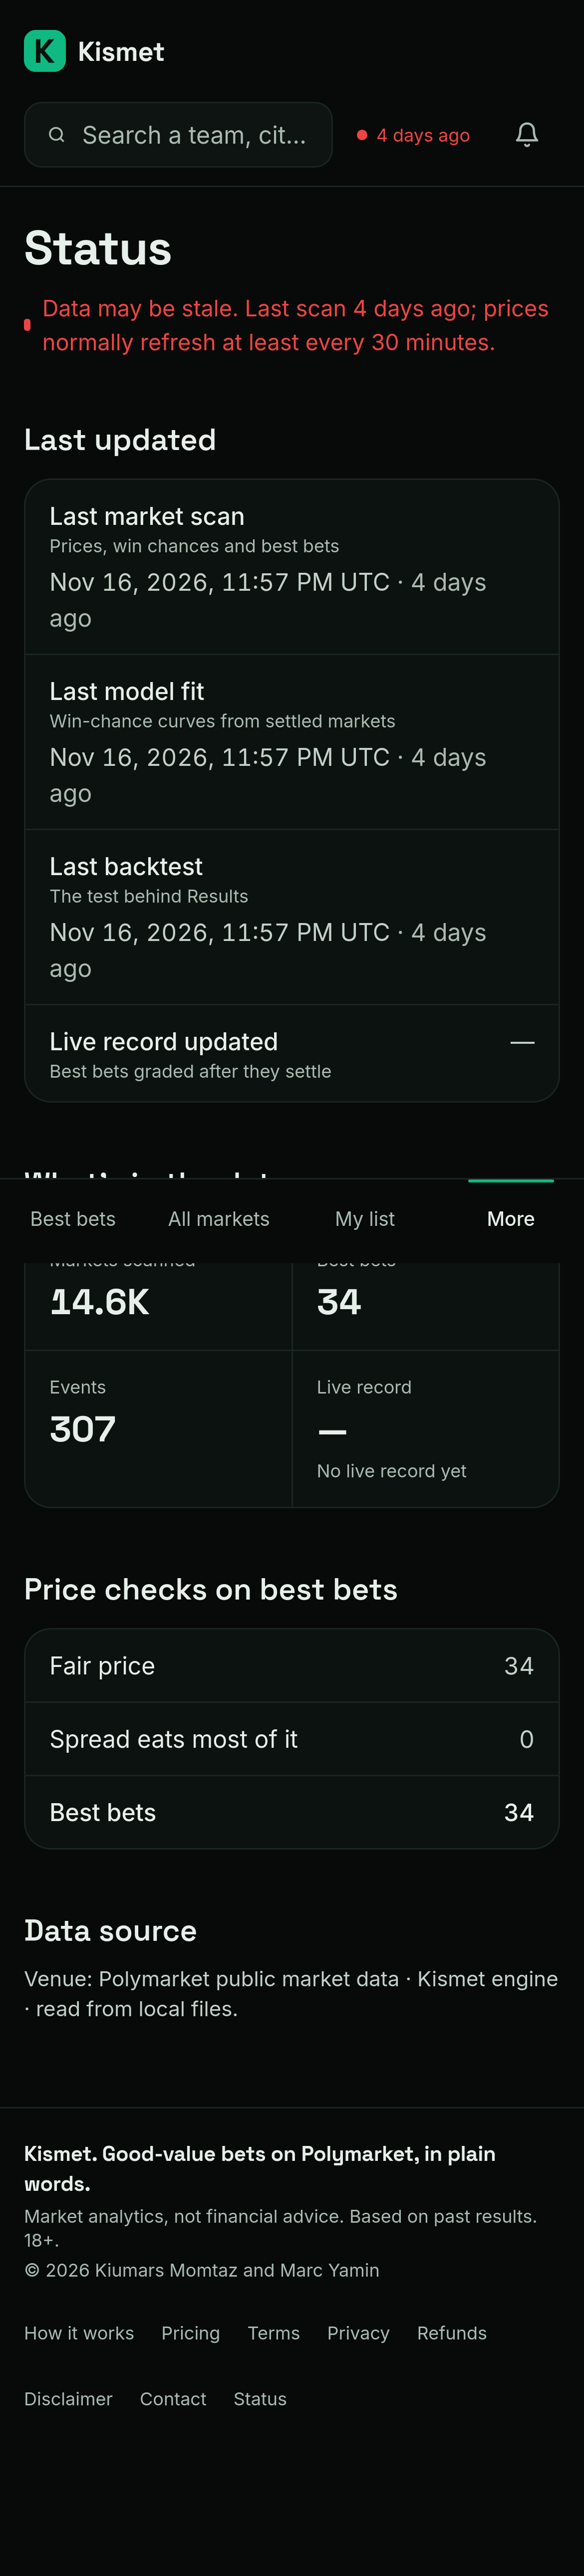 K Kismet
Search a team, cit...
4 days ago
Status
Data may be stale. Last scan 4 days ago; prices
normally refresh at least every 30 minutes.
Last updated
Last market scan
Prices, win chances and best bets
Nov 16, 2026, 11:57 PM UTC · 4 days
ago
Last model fit
Win-chance curves from settled markets
Nov 16, 2026, 11:57 PM UTC · 4 days
ago
Last backtest
The test behind Results
Nov 16, 2026, 11:57 PM UTC · 4 days
ago
Live record updated
—
Best bets graded after they settle
Best bets
All markets
My list
More
14.6K
34
Events
Live record
307
—
No live record yet
Price checks on best bets
Fair price
34
Spread eats most of it
0
Best bets
34
Data source
Venue: Polymarket public market data · Kismet engine
· read from local files.
Kismet. Good-value bets on Polymarket, in plain
words.
Market analytics, not financial advice. Based on past results.
18+.
© 2026 Kiumars Momtaz and Marc Yamin
How it works Pricing Terms Privacy Refunds
Disclaimer Contact Status